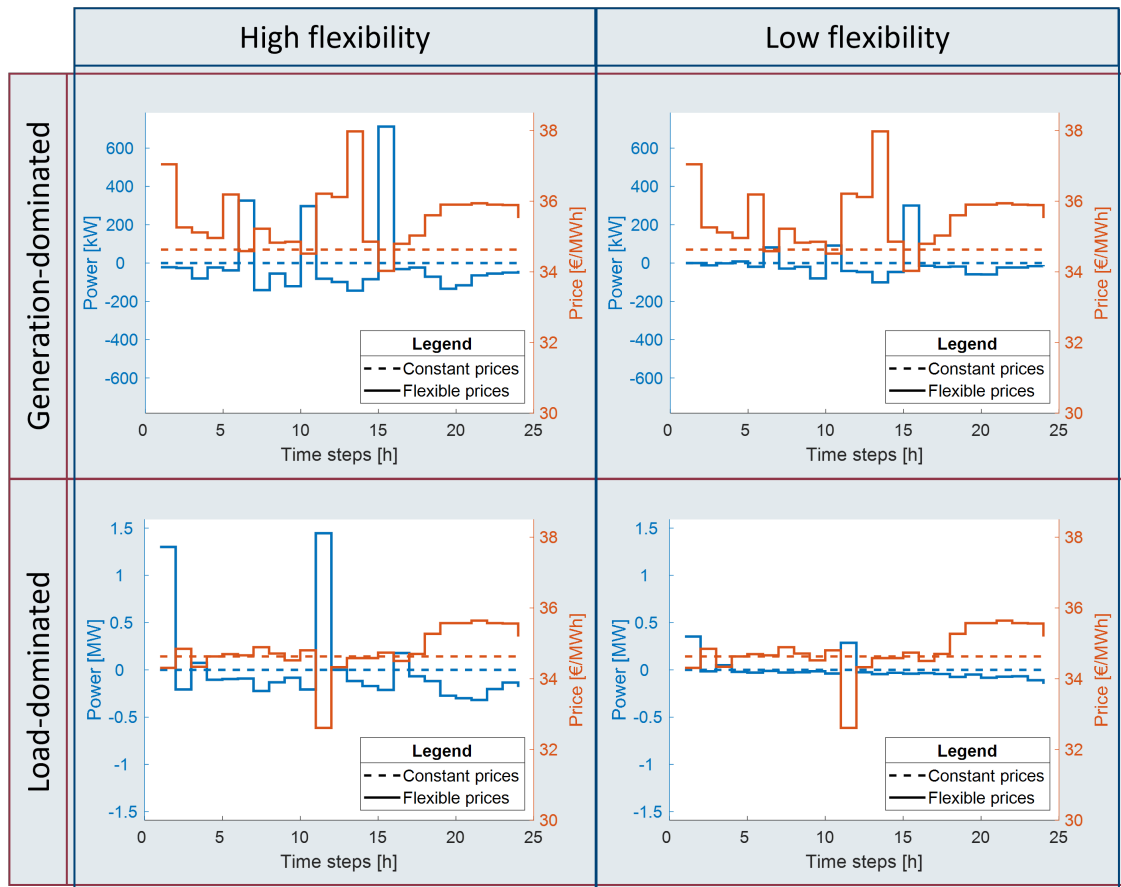 High flexibility
Low flexibility
Generation-dominated
Power [kW]
600
400
200
0
-200
-400
-600
38
36
34
32
30
Price [€/MWh]
Legend
Constant prices
Flexible prices
0 5 10 15 20 25
Time steps [h]
Power [kW]
600
400
200
0
-200
-400
-600
38
36
34
32
30
Price [€/MWh]
Legend
Constant prices
Flexible prices
0 5 10 15 20 25
Time steps [h]
Load-dominated
Power [MW]
1.5
1
0.5
0
-0.5
-1
-1.5
38
36
34
32
30
Price [€/MWh]
Legend
Constant prices
Flexible prices
0 5 10 15 20 25
Time steps [h]
Power [MW]
1.5
1
0.5
0
-0.5
-1
-1.5
38
36
34
32
30
Price [€/MWh]
Legend
Constant prices
Flexible prices
0 5 10 15 20 25
Time steps [h]